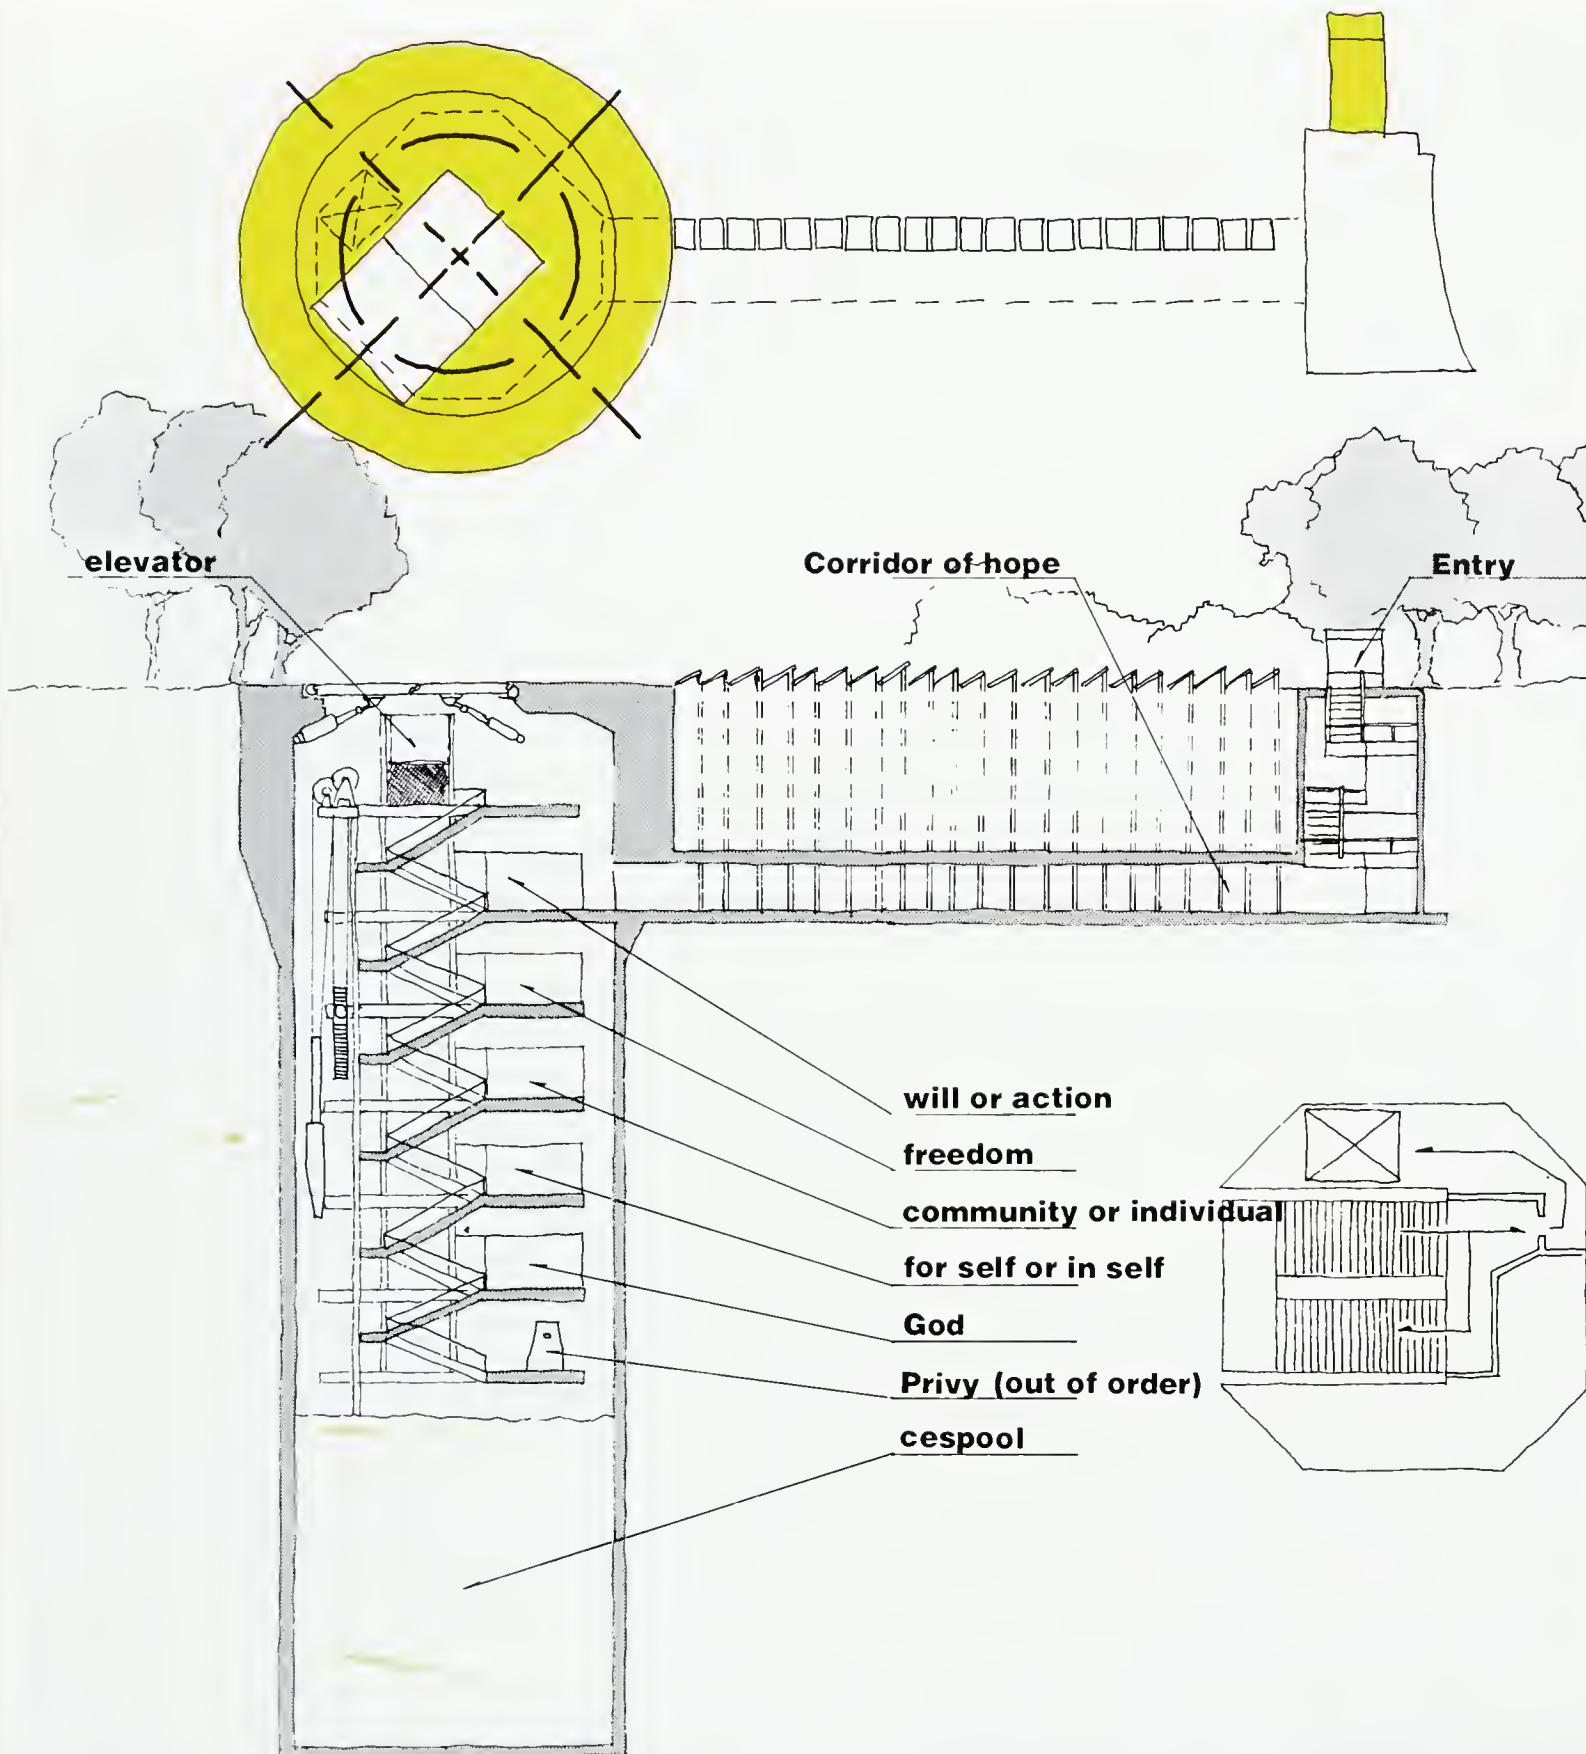 elevator
Corridor of hope
Entry
will or action
freedom
community or individual
for self or in self
God
Privy (out of order)
cespool